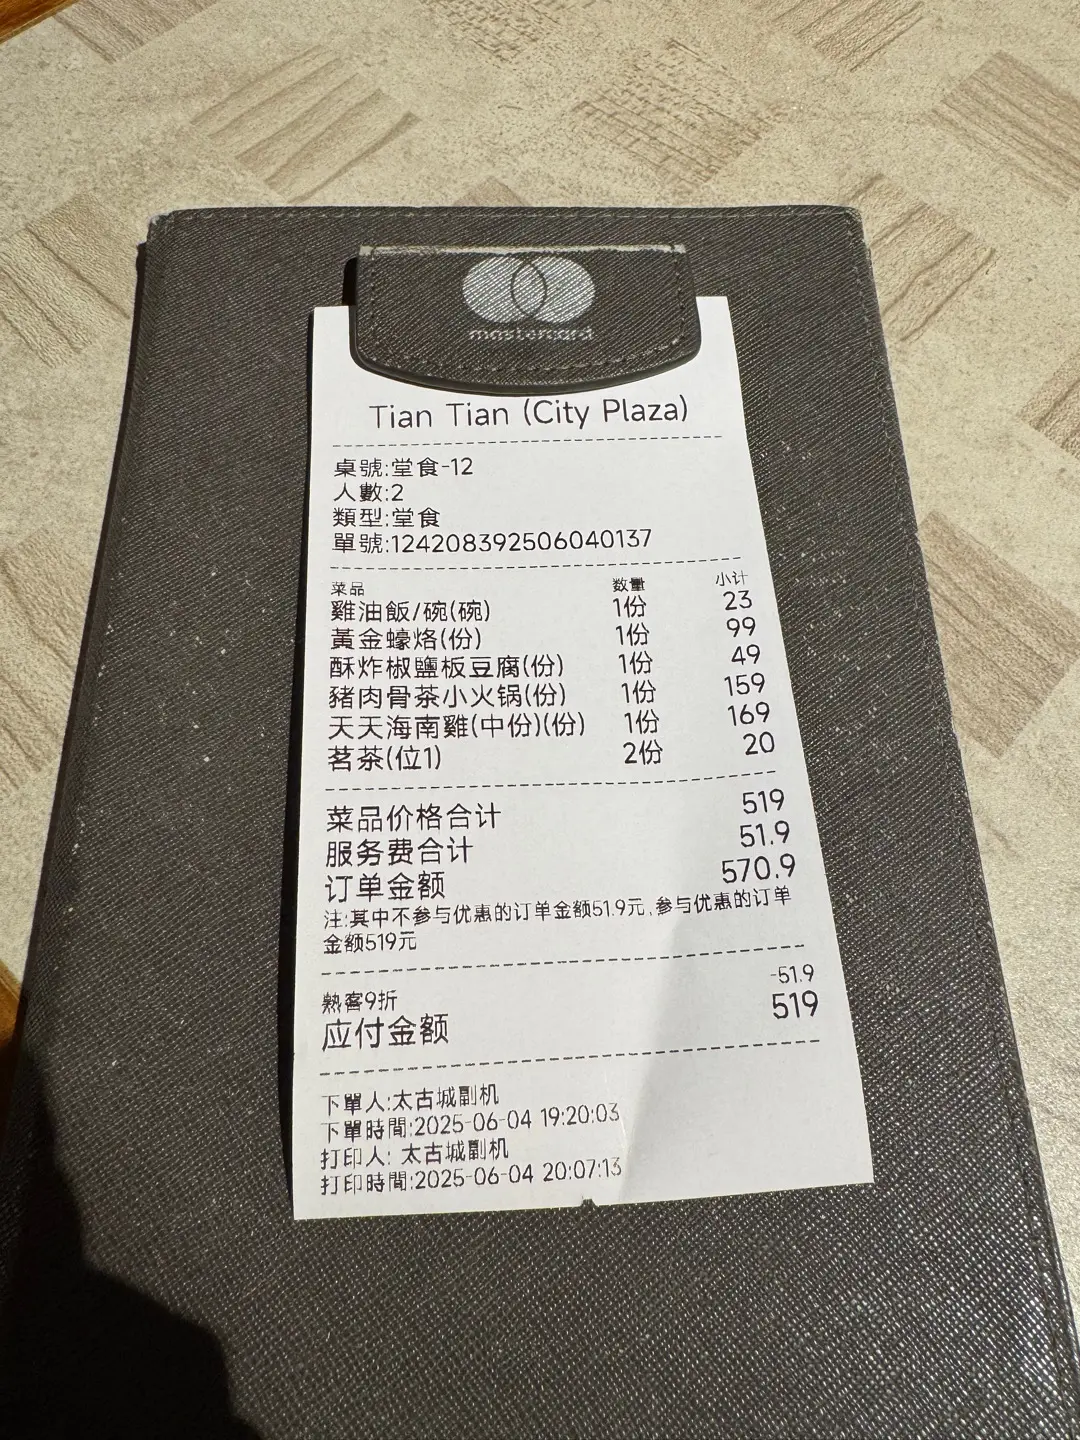 mastercard
Tian Tian (City Plaza)
桌號:堂食-12
人數:2
類型:堂食
單號:124208392506040137
菜品 数量 小计
雞油飯/碗(碗) 1份 23
黃金蠔烙(份) 1份 99
酥炸椒鹽板豆腐(份) 1份 49
豬肉骨茶小火锅(份) 1份 159
天天海南雞(中份)(份) 1份 169
茗茶(位1) 2份 20
菜品价格合计 519
服务费合计 51.9
订单金额 570.9
注:其中不参与优惠的订单金额51.9元,参与优惠的订单
金额519元
熟客9折 -51.9
应付金额 519
下單人:太古城副机
下單時間:2025-06-04 19:20:03
打印人: 太古城副机
打印時間:2025-06-04 20:07:13